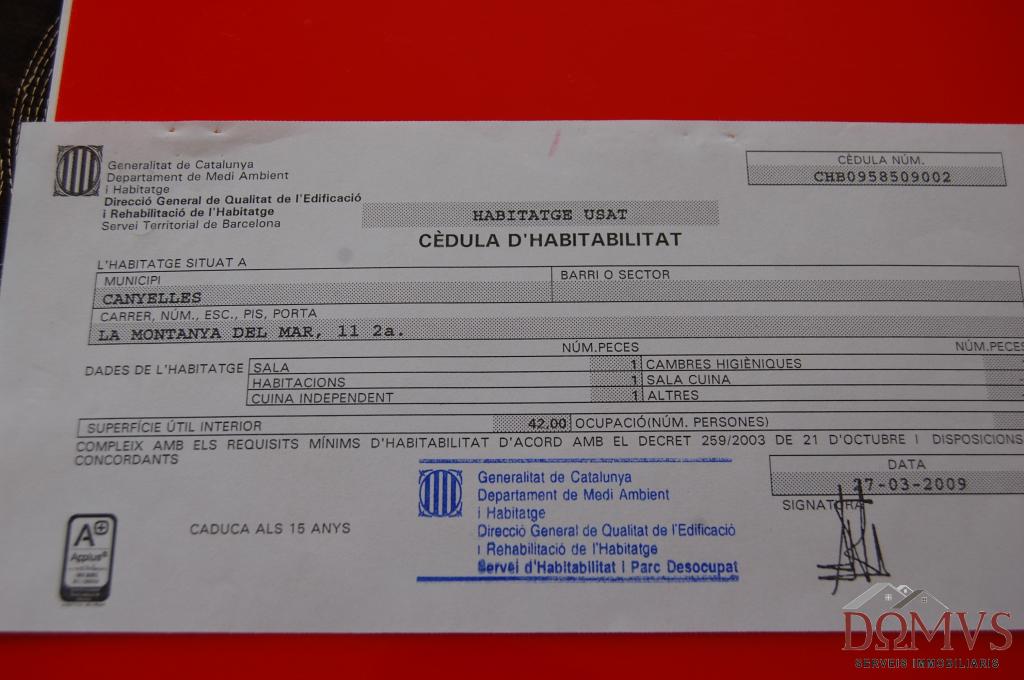 Generalitat de Catalunya
Departament de Medi Ambient
i Habitatge
Direcció General de Qualitat de l'Edificació
i Rehabilitació de l'Habitatge
Servei Territorial de Barcelona
CÈDULA NÚM.
CHB0958509002
HABITATGE USAT
CÈDULA D'HABITABILITAT
L'HABITATGE SITUAT A
MUNICIPI
BARRI O SECTOR
CANYELLES
CARRER, NÚM., ESC., PIS, PORTA
LA MONTANYA DEL MAR, 11 2a.
NÚM.PECES NÚM.PECES
DADES DE L'HABITATGE SALA 1 CAMBRES HIGIÈNIQUES
HABITACIONS 1 SALA CUINA
CUINA INDEPENDENT 1 ALTRES
SUPERFÍCIE ÚTIL INTERIOR 42,00 OCUPACIÓ(NÚM. PERSONES)
COMPLEIX AMB ELS REQUISITS MÍNIMS D'HABITABILITAT D'ACORD AMB EL DECRET 259/2003 DE 21 D'OCTUBRE I DISPOSICIONS
CONCORDANTS
DATA
27-03-2009
SIGNATURA
CADUCA ALS 15 ANYS
Generalitat de Catalunya
Departament de Medi Ambient
i Habitatge
Direcció General de Qualitat de l'Edificació
i Rehabilitació de l'Habitatge
Servei d'Habitabilitat i Parc Desocupat
A+
Applus⊕
DOMVS
SERVEIS IMMOBILIARIS